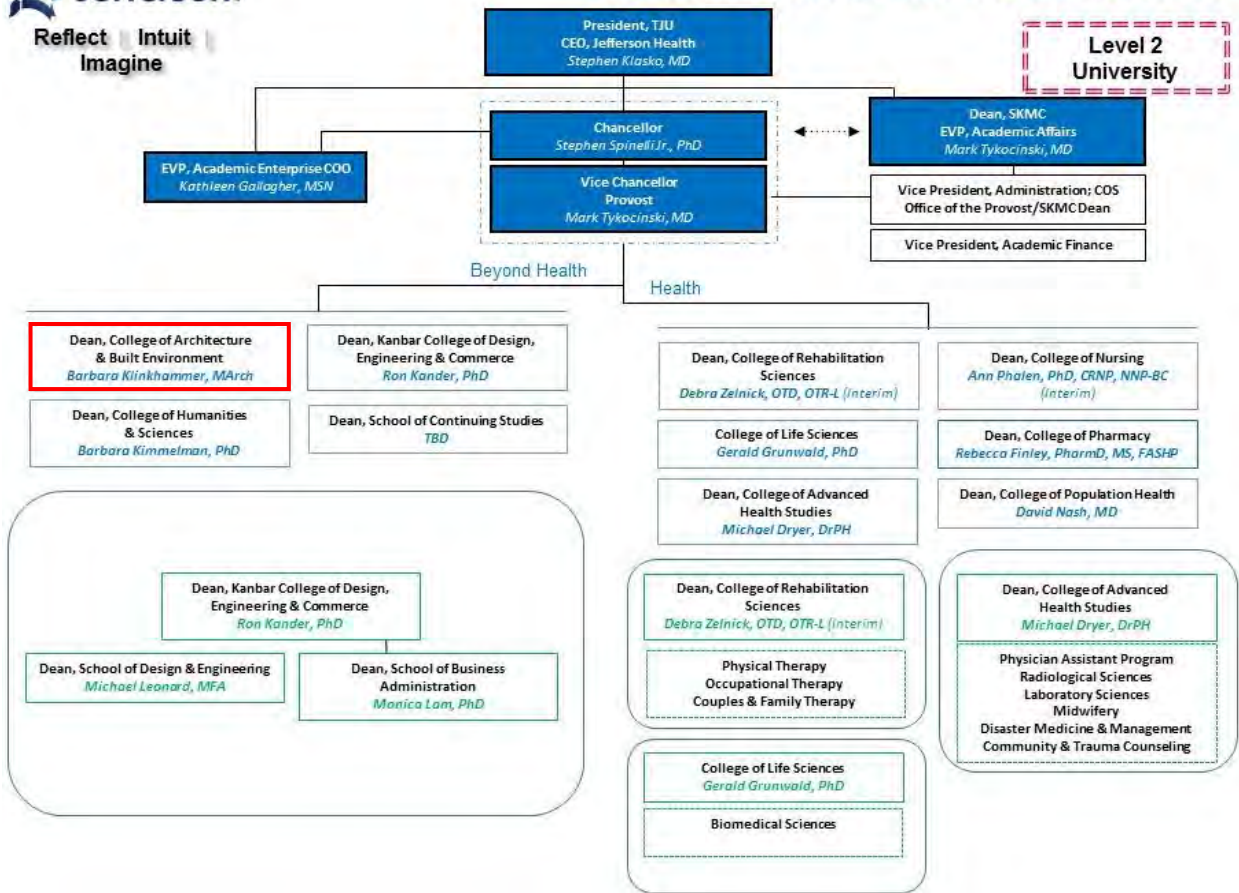 Reflect | Intuit |
Imagine
President, TJU
CEO, Jefferson Health
Stephen Klasko, MD
Level 2
University
Chancellor
Stephen Spinelli Jr., PhD
Dean, SKMC
EVP, Academic Affairs
Mark Tykocinski, MD
EVP, Academic Enterprise COO
Kathleen Gallagher, MSN
Vice Chancellor
Provost
Mark Tykocinski, MD
Vice President, Administration; COS
Office of the Provost/SKMC Dean
Vice President, Academic Finance
Beyond Health
Health
Dean, College of Architecture
& Built Environment
Barbara Klinkhammer, MArch
Dean, Kanbar College of Design,
Engineering & Commerce
Ron Kander, PhD
Dean, College of Humanities
& Sciences
Barbara Kimmelman, PhD
Dean, School of Continuing Studies
TBD
Dean, College of Rehabilitation
Sciences
Debra Zelnick, OTD, OTR-L (Interim)
Dean, College of Nursing
Ann Phalen, PhD, CRNP, NNP-BC
(Interim)
College of Life Sciences
Gerald Grunwald, PhD
Dean, College of Pharmacy
Rebecca Finley, PharmD, MS, FASHP
Dean, College of Advanced
Health Studies
Michael Dryer, DrPH
Dean, College of Population Health
David Nash, MD
Dean, Kanbar College of Design,
Engineering & Commerce
Ron Kander, PhD
Dean, School of Design & Engineering
Michael Leonard, MFA
Dean, School of Business
Administration
Monica Lam, PhD
Dean, College of Rehabilitation
Sciences
Debra Zelnick, OTD, OTR-L (Interim)
Physical Therapy
Occupational Therapy
Couples & Family Therapy
Dean, College of Advanced
Health Studies
Michael Dryer, DrPH
Physician Assistant Program
Radiological Sciences
Laboratory Sciences
Midwifery
Disaster Medicine & Management
Community & Trauma Counseling
College of Life Sciences
Gerald Grunwald, PhD
Biomedical Sciences